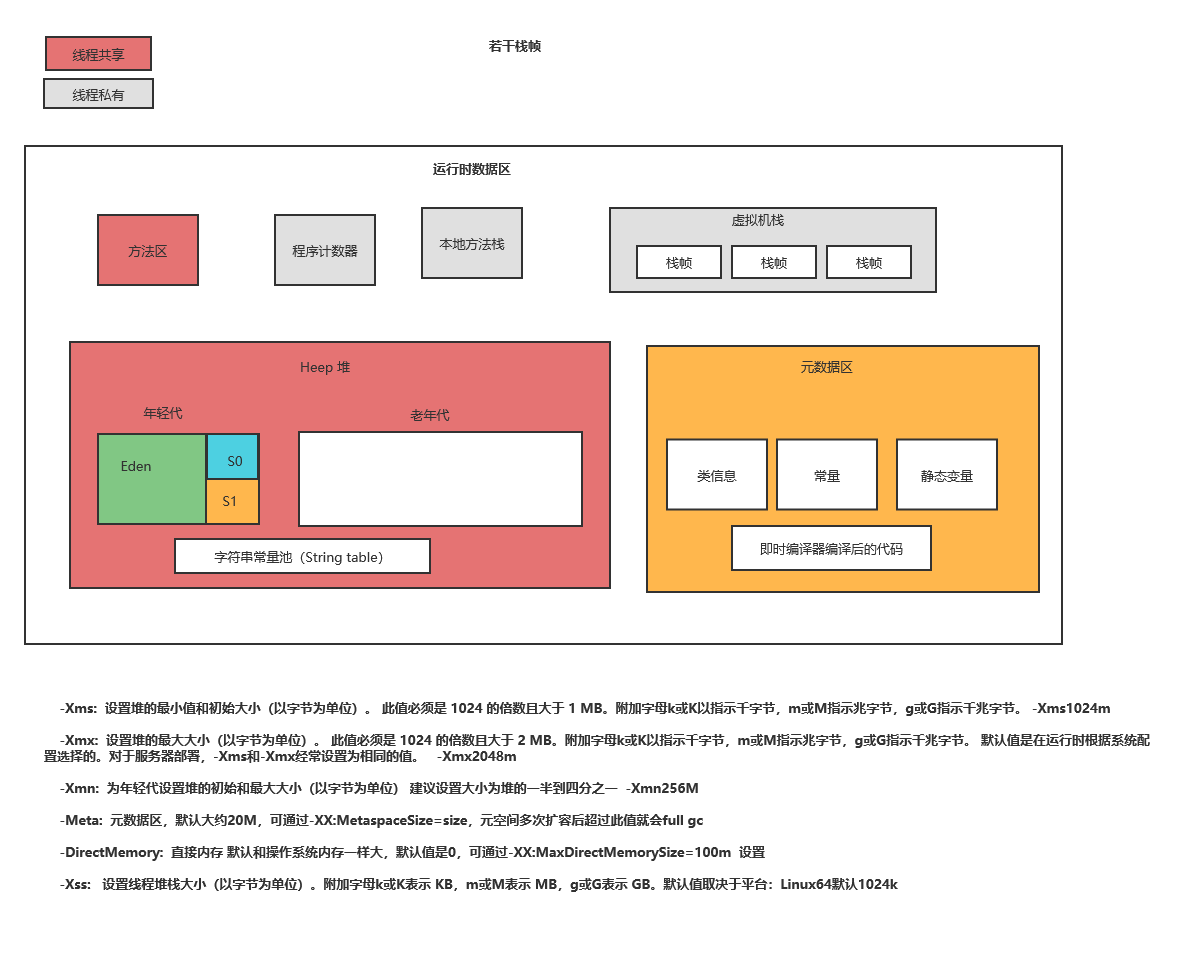 线程共享
若干栈帧
线程私有
运行时数据区
方法区
程序计数器
本地方法栈
虚拟机栈
栈帧
栈帧
栈帧
Heep 堆
年轻代
老年代
Eden
S0
S1
字符串常量池（String table）
元数据区
类信息
常量
静态变量
即时编译器编译后的代码
-Xms: 设置堆的最小值和初始大小（以字节为单位）。 此值必须是 1024 的倍数且大于 1 MB。附加字母k或K以指示千字节，m或M指示兆字节，g或G指示千兆字节。 -Xms1024m
-Xmx: 设置堆的最大大小（以字节为单位）。 此值必须是 1024 的倍数且大于 2 MB。附加字母k或K以指示千字节，m或M指示兆字节，g或G指示千兆字节。 默认值是在运行时根据系统配
置选择的。对于服务器部署，-Xms和-Xmx经常设置为相同的值。 -Xmx2048m
-Xmn: 为年轻代设置堆的初始和最大大小（以字节为单位） 建议设置大小为堆的一半到四分之一 -Xmn256M
-Meta: 元数据区，默认大约20M，可通过-XX:MetaspaceSize=size，元空间多次扩容后超过此值就会full gc
-DirectMemory: 直接内存 默认和操作系统内存一样大，默认值是0，可通过-XX:MaxDirectMemorySize=100m 设置
-Xss: 设置线程堆栈大小（以字节为单位）。附加字母k或K表示 KB，m或M表示 MB，g或G表示 GB。默认值取决于平台：Linux64默认1024k